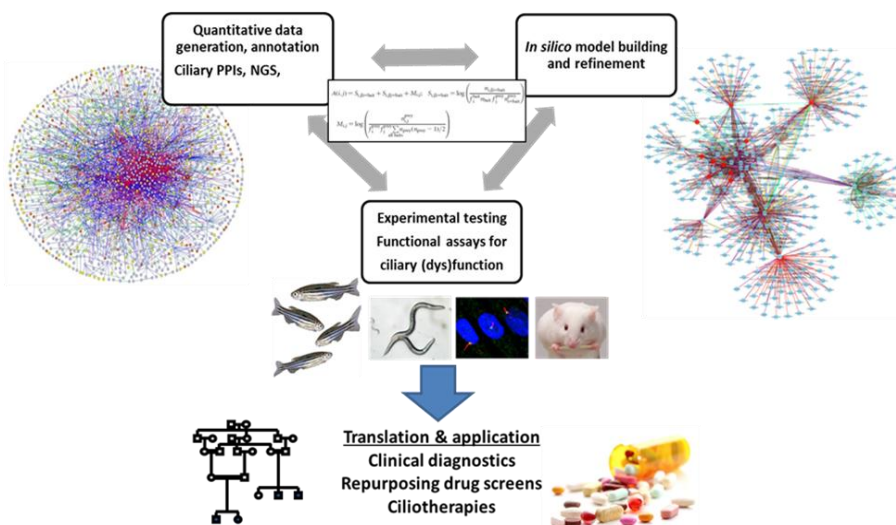 Quantitative data
generation, annotation
Ciliary PPIs, NGS,
In silico model building
and refinement
Experimental testing
Functional assays for
ciliary (dys)function
Translation & application
Clinical diagnostics
Repurposing drug screens
Ciliotherapies